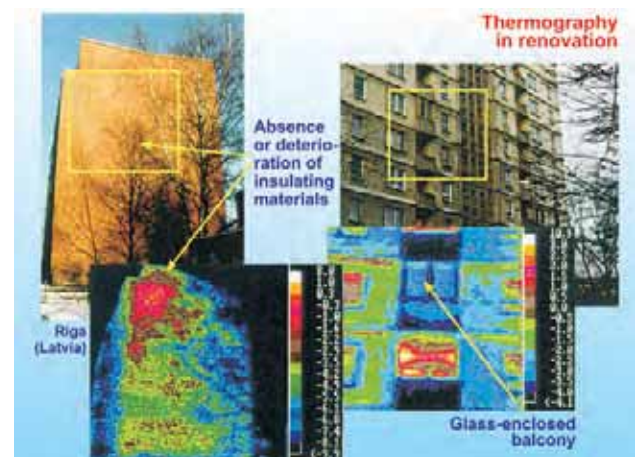 Thermography
in renovation
Absence
or deterio-
ration of
insulating
materials
Riga
(Latvia)
Glass-enclosed
balcony